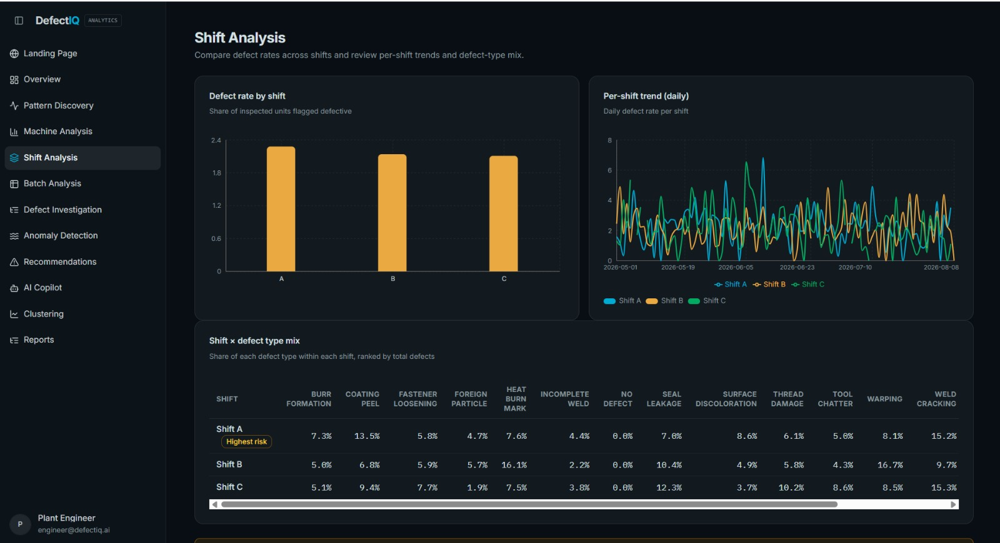 DefectIQ ANALYTICS
Landing Page
Overview
Pattern Discovery
Machine Analysis
Shift Analysis
Batch Analysis
Defect Investigation
Anomaly Detection
Recommendations
AI Copilot
Clustering
Reports
P
Plant Engineer
engineer@defectiq.ai
Shift Analysis
Compare defect rates across shifts and review per-shift trends and defect-type mix.
Defect rate by shift
Share of inspected units flagged defective
2.4
1.8
1.2
0.6
0
A B C
Per-shift trend (daily)
Daily defect rate per shift
8
6
4
2
0
2026-05-01 2026-05-19 2026-06-05 2026-06-23 2026-07-10 2026-08-08
Shift A Shift B Shift C
Shift A Shift B Shift C
Shift × defect type mix
Share of each defect type within each shift, ranked by total defects
SHIFT BURR FORMATION COATING PEEL FASTENER LOOSENING FOREIGN PARTICLE HEAT BURN MARK INCOMPLETE WELD NO DEFECT SEAL LEAKAGE SURFACE DISCOLORATION THREAD DAMAGE TOOL CHATTER WARPING WELD CRACKING
Shift A Highest risk 7.3% 13.5% 5.8% 4.7% 7.6% 4.4% 0.0% 7.0% 8.6% 6.1% 5.0% 8.1% 15.2%
Shift B 5.0% 6.8% 5.9% 5.7% 16.1% 2.2% 0.0% 10.4% 4.9% 5.8% 4.3% 16.7% 9.7%
Shift C 5.1% 9.4% 7.7% 1.9% 7.5% 3.8% 0.0% 12.3% 3.7% 10.2% 8.6% 8.5% 15.3%